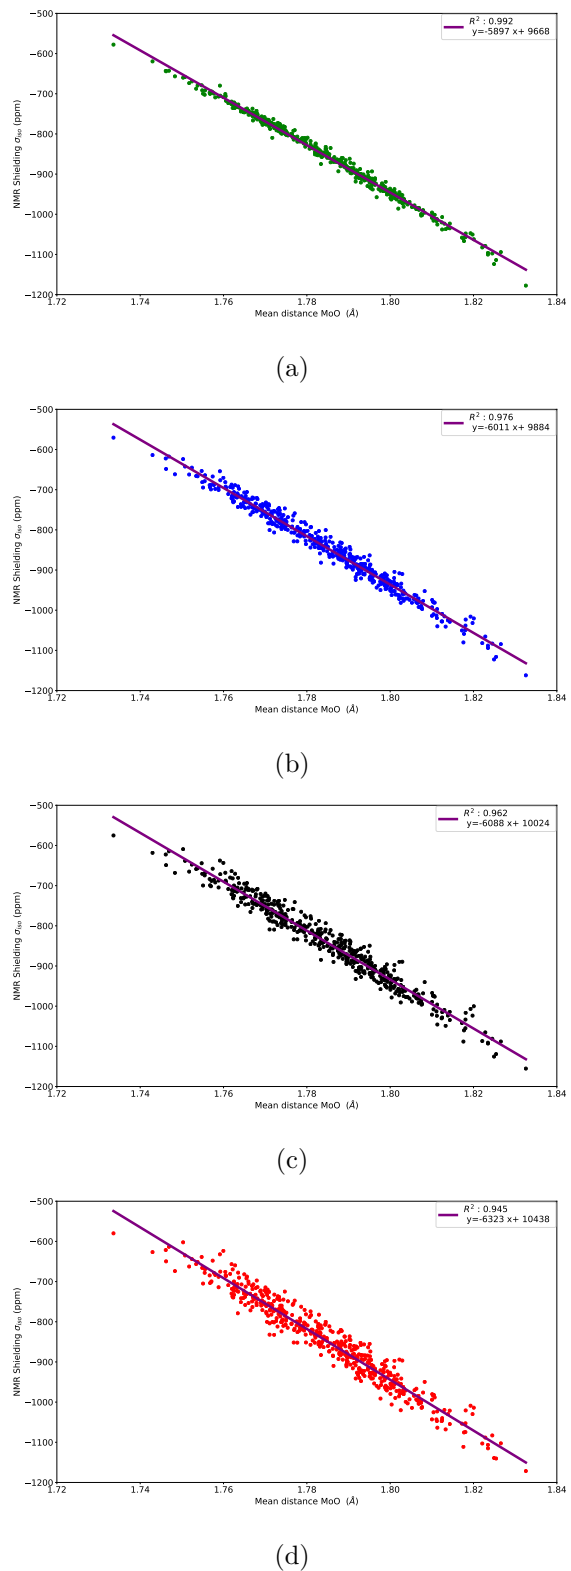 −500
−600
−700
−800
−900
−1000
−1100
−1200
NMR Shielding σiso (ppm)
R² : 0.992
y=-5897 x+ 9668
1.72 1.74 1.76 1.78 1.80 1.82 1.84
Mean distance MoO (Å)
(a)
−500
−600
−700
−800
−900
−1000
−1100
−1200
NMR Shielding σiso (ppm)
R² : 0.976
y=-6011 x+ 9884
1.72 1.74 1.76 1.78 1.80 1.82 1.84
Mean distance MoO (Å)
(b)
−500
−600
−700
−800
−900
−1000
−1100
−1200
NMR Shielding σiso (ppm)
R² : 0.962
y=-6088 x+ 10024
1.72 1.74 1.76 1.78 1.80 1.82 1.84
Mean distance MoO (Å)
(c)
−500
−600
−700
−800
−900
−1000
−1100
−1200
NMR Shielding σiso (ppm)
R² : 0.945
y=-6323 x+ 10438
1.72 1.74 1.76 1.78 1.80 1.82 1.84
Mean distance MoO (Å)
(d)